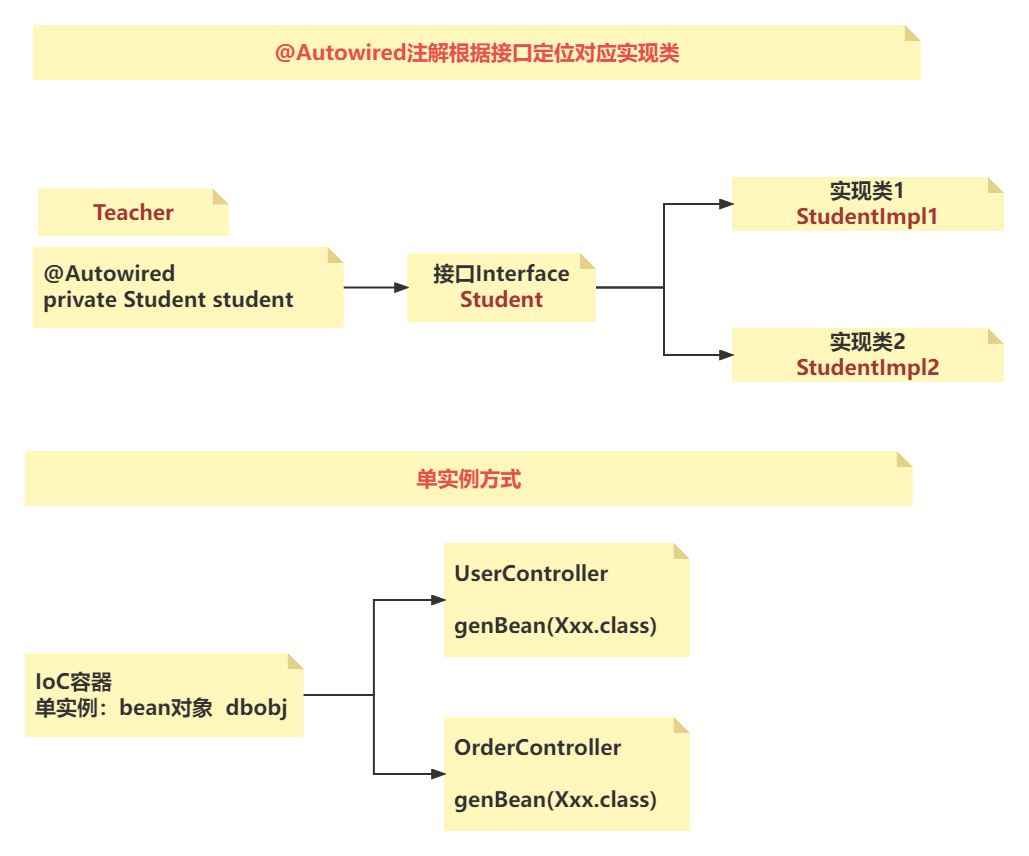 @Autowired注解根据接口定位对应实现类
Teacher
@Autowired
private Student student
接口Interface
Student
实现类1
StudentImpl1
实现类2
StudentImpl2
单实例方式
IoC容器
单实例：bean对象  dbobj
UserController
genBean(Xxx.class)
OrderController
genBean(Xxx.class)